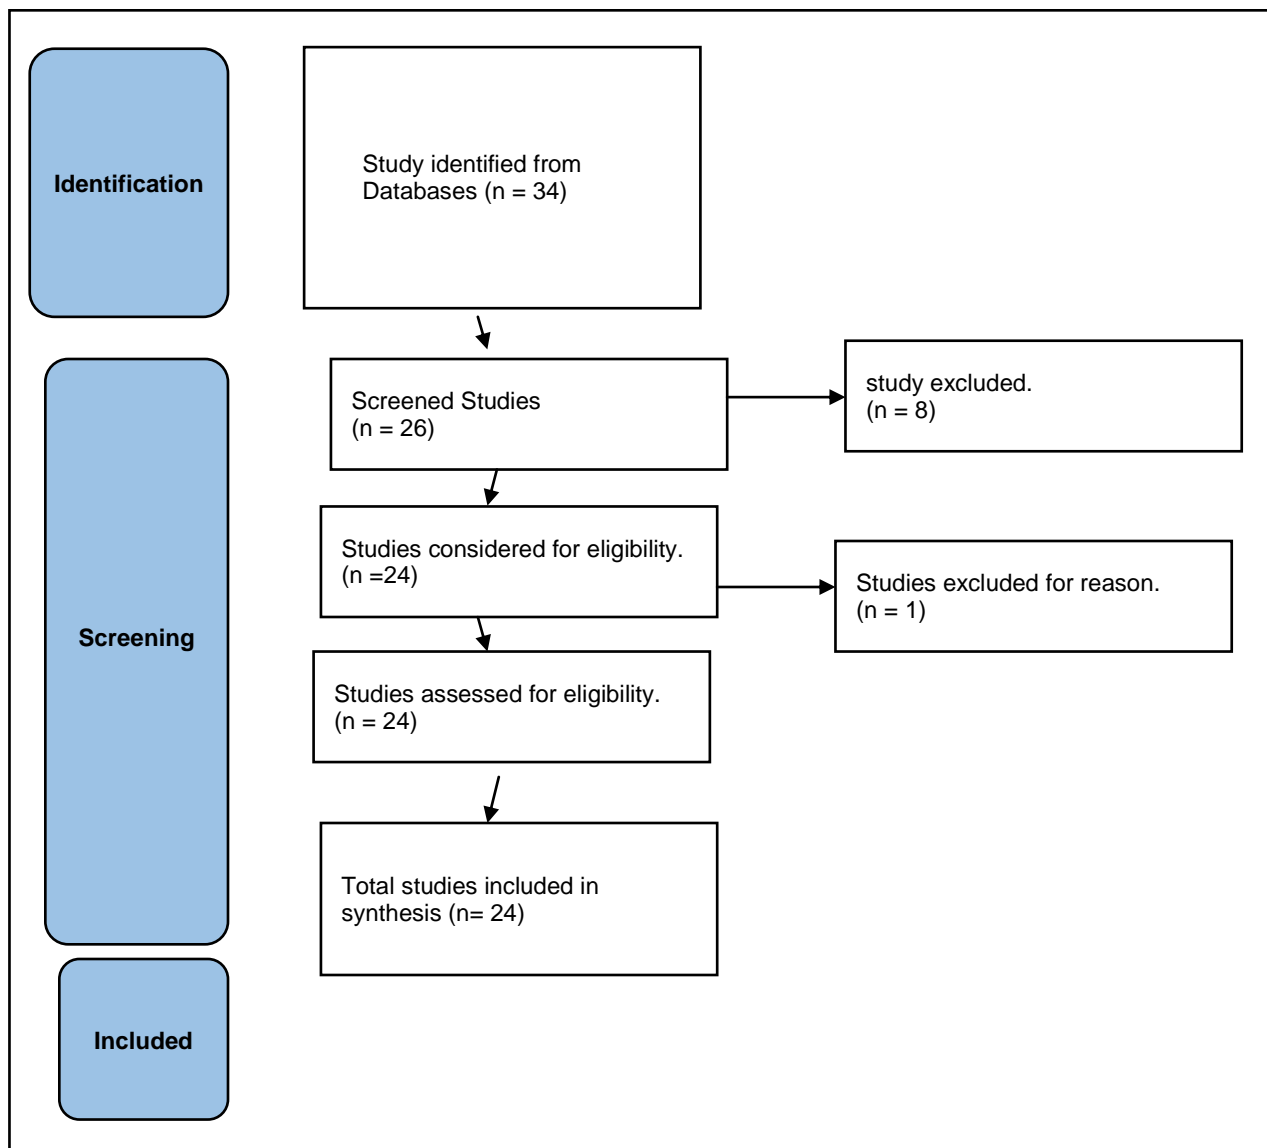 Identification
Study identified from
Databases (n = 34)
Screening
Screened Studies
(n = 26)
study excluded.
(n = 8)
Studies considered for eligibility.
(n =24)
Studies excluded for reason.
(n = 1)
Studies assessed for eligibility.
(n = 24)
Total studies included in
synthesis (n= 24)
Included